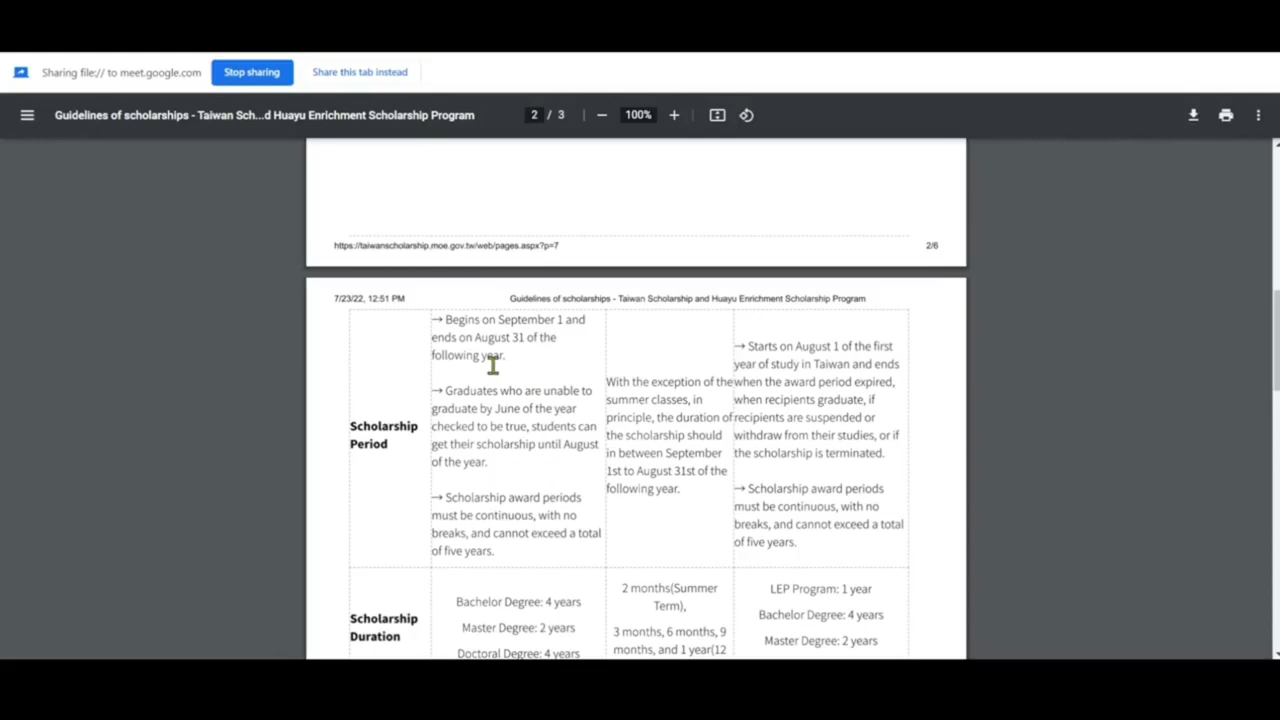 Sharing file:// to meet.google.com
Stop sharing
Share this tab instead
Guidelines of scholarships - Taiwan Sch...d Huayu Enrichment Scholarship Program
2 / 3
100%
https://taiwanscholarship.moe.gov.tw/web/pages.aspx?p=7
2/6
7/23/22, 12:51 PM
Guidelines of scholarships - Taiwan Scholarship and Huayu Enrichment Scholarship Program
Scholarship
Period
→ Begins on September 1 and
ends on August 31 of the
following year.
→ Graduates who are unable to
graduate by June of the year
checked to be true, students can
get their scholarship until August
of the year.
→ Scholarship award periods
must be continuous, with no
breaks, and cannot exceed a total
of five years.
With the exception of the
summer classes, in
principle, the duration of
the scholarship should
in between September
1st to August 31st of the
following year.
→ Starts on August 1 of the first
year of study in Taiwan and ends
when the award period expired,
when recipients graduate, if
recipients are suspended or
withdraw from their studies, or if
the scholarship is terminated.
→ Scholarship award periods
must be continuous, with no
breaks, and cannot exceed a total
of five years.
Scholarship
Duration
Bachelor Degree: 4 years
Master Degree: 2 years
Doctoral Degree: 4 years
2 months(Summer
Term),
3 months, 6 months, 9
months, and 1 year(12
LEP Program: 1 year
Bachelor Degree: 4 years
Master Degree: 2 years